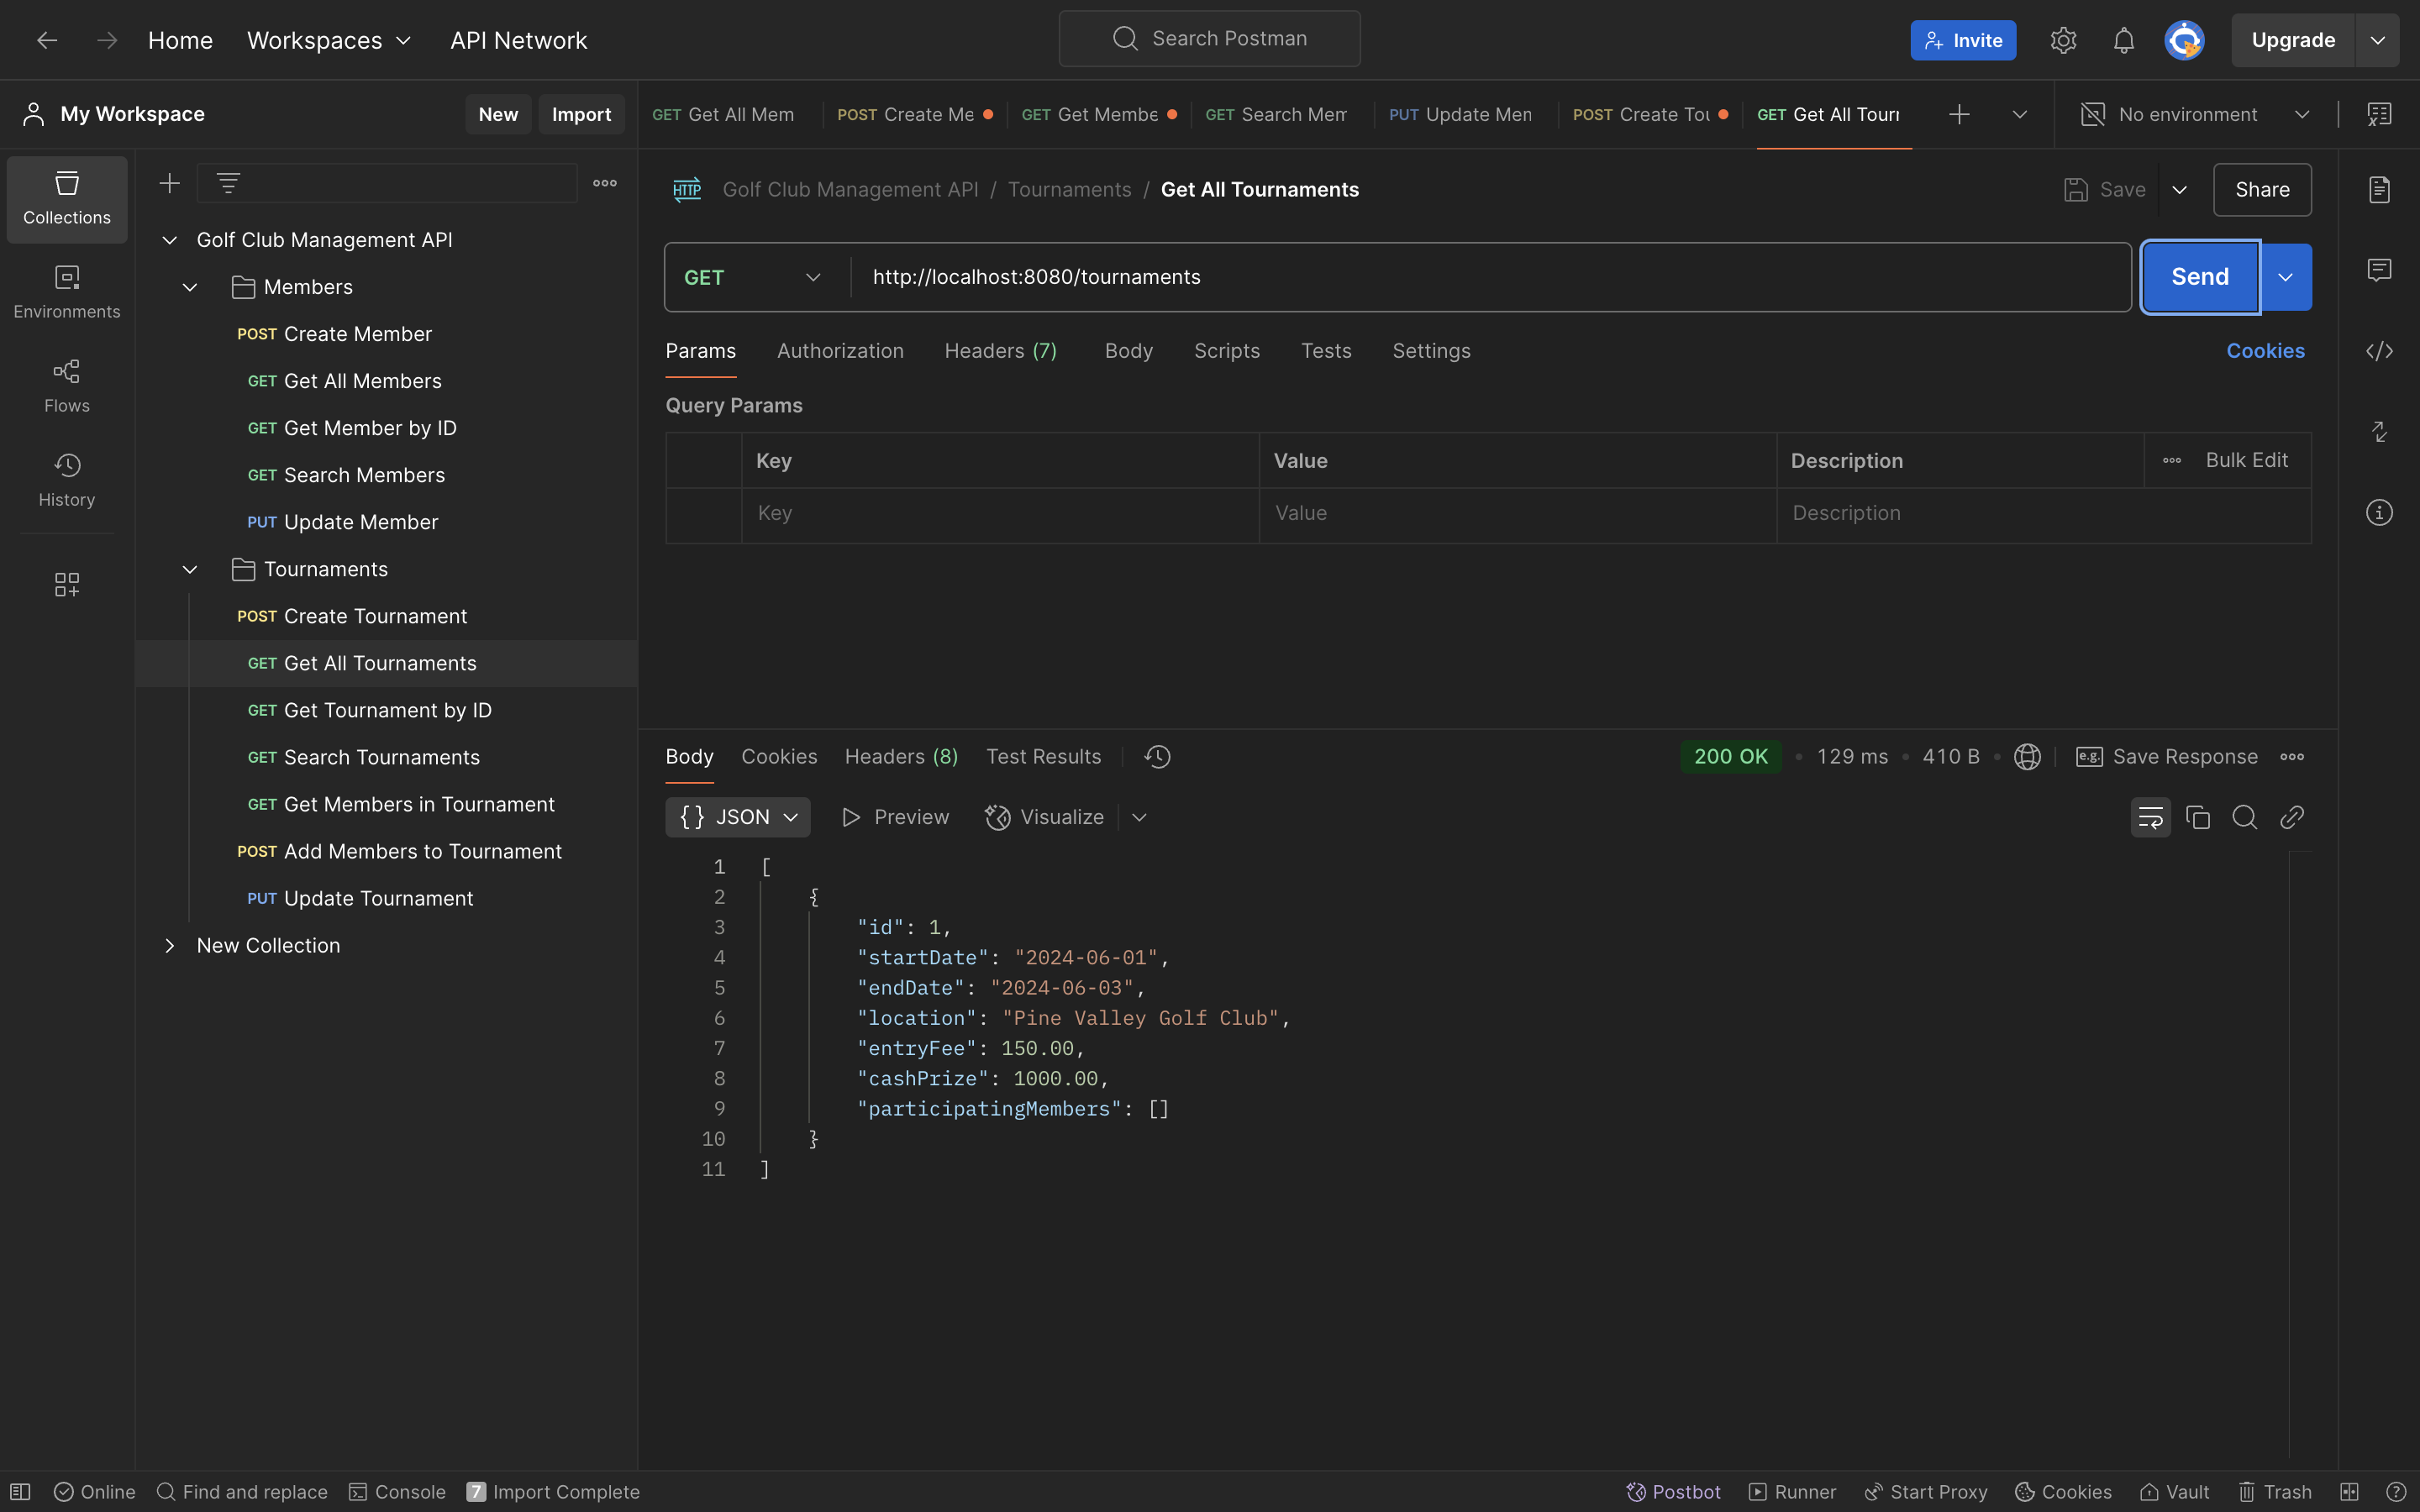 Home Workspaces API Network Search Postman Invite Upgrade
My Workspace New Import
GET Get All Mem POST Create Me GET Get Membe GET Search Mem PUT Update Men POST Create Tou GET Get All Tourr No environment
Collections
Environments
Flows
History
Golf Club Management API
Members
POST Create Member
GET Get All Members
GET Get Member by ID
GET Search Members
PUT Update Member
Tournaments
POST Create Tournament
GET Get All Tournaments
GET Get Tournament by ID
GET Search Tournaments
GET Get Members in Tournament
POST Add Members to Tournament
PUT Update Tournament
New Collection
HTTP Golf Club Management API / Tournaments / Get All Tournaments Save Share
GET http://localhost:8080/tournaments Send
Params Authorization Headers (7) Body Scripts Tests Settings Cookies
Query Params
Key Value Description Bulk Edit
Key Value Description
Body Cookies Headers (8) Test Results 200 OK • 129 ms • 410 B • e.g. Save Response
{} JSON Preview Visualize
1 [
2 {
3 "id": 1,
4 "startDate": "2024-06-01",
5 "endDate": "2024-06-03",
6 "location": "Pine Valley Golf Club",
7 "entryFee": 150.00,
8 "cashPrize": 1000.00,
9 "participatingMembers": []
10 }
11 ]
Online Find and replace Console 7 Import Complete Postbot Runner Start Proxy Cookies Vault Trash